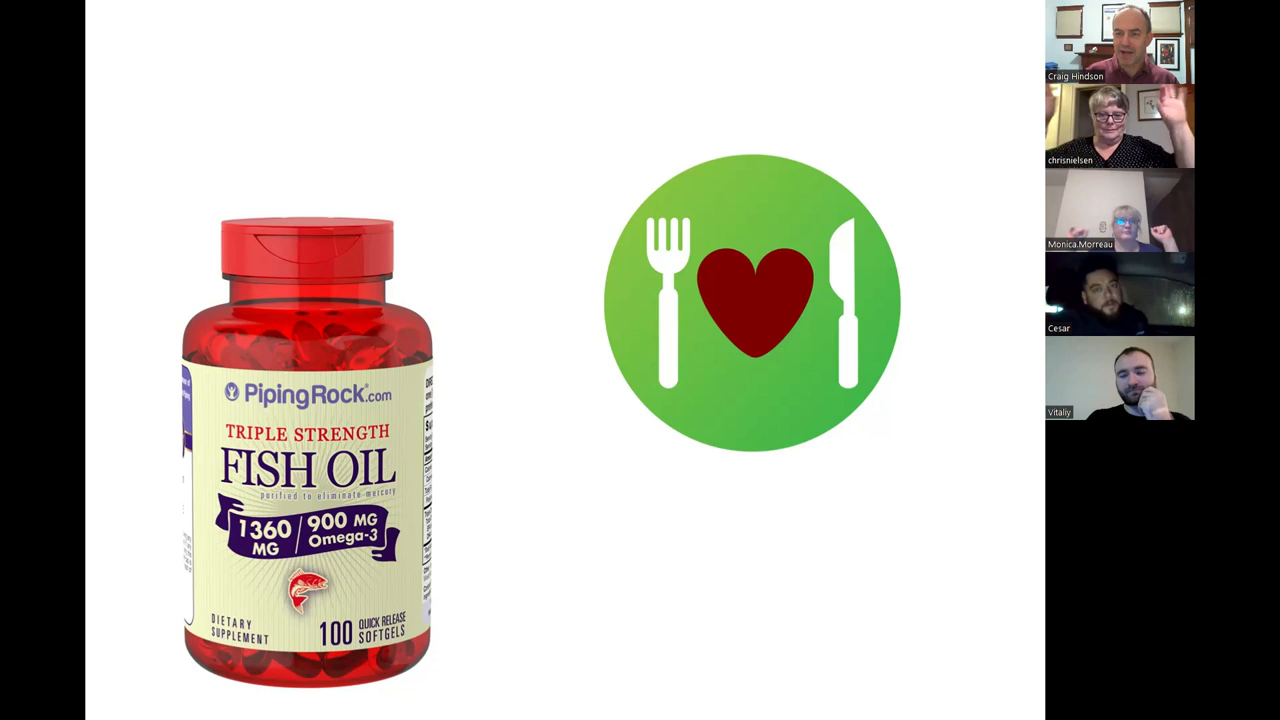 PipingRock.com
TRIPLE STRENGTH
FISH OIL
purified to eliminate mercury
1360 MG / 900 MG Omega-3
DIETARY SUPPLEMENT
100 QUICK RELEASE SOFTGELS
Craig Hindson
chrisnielsen
Monica.Morreau
Cesar
Vitaliy